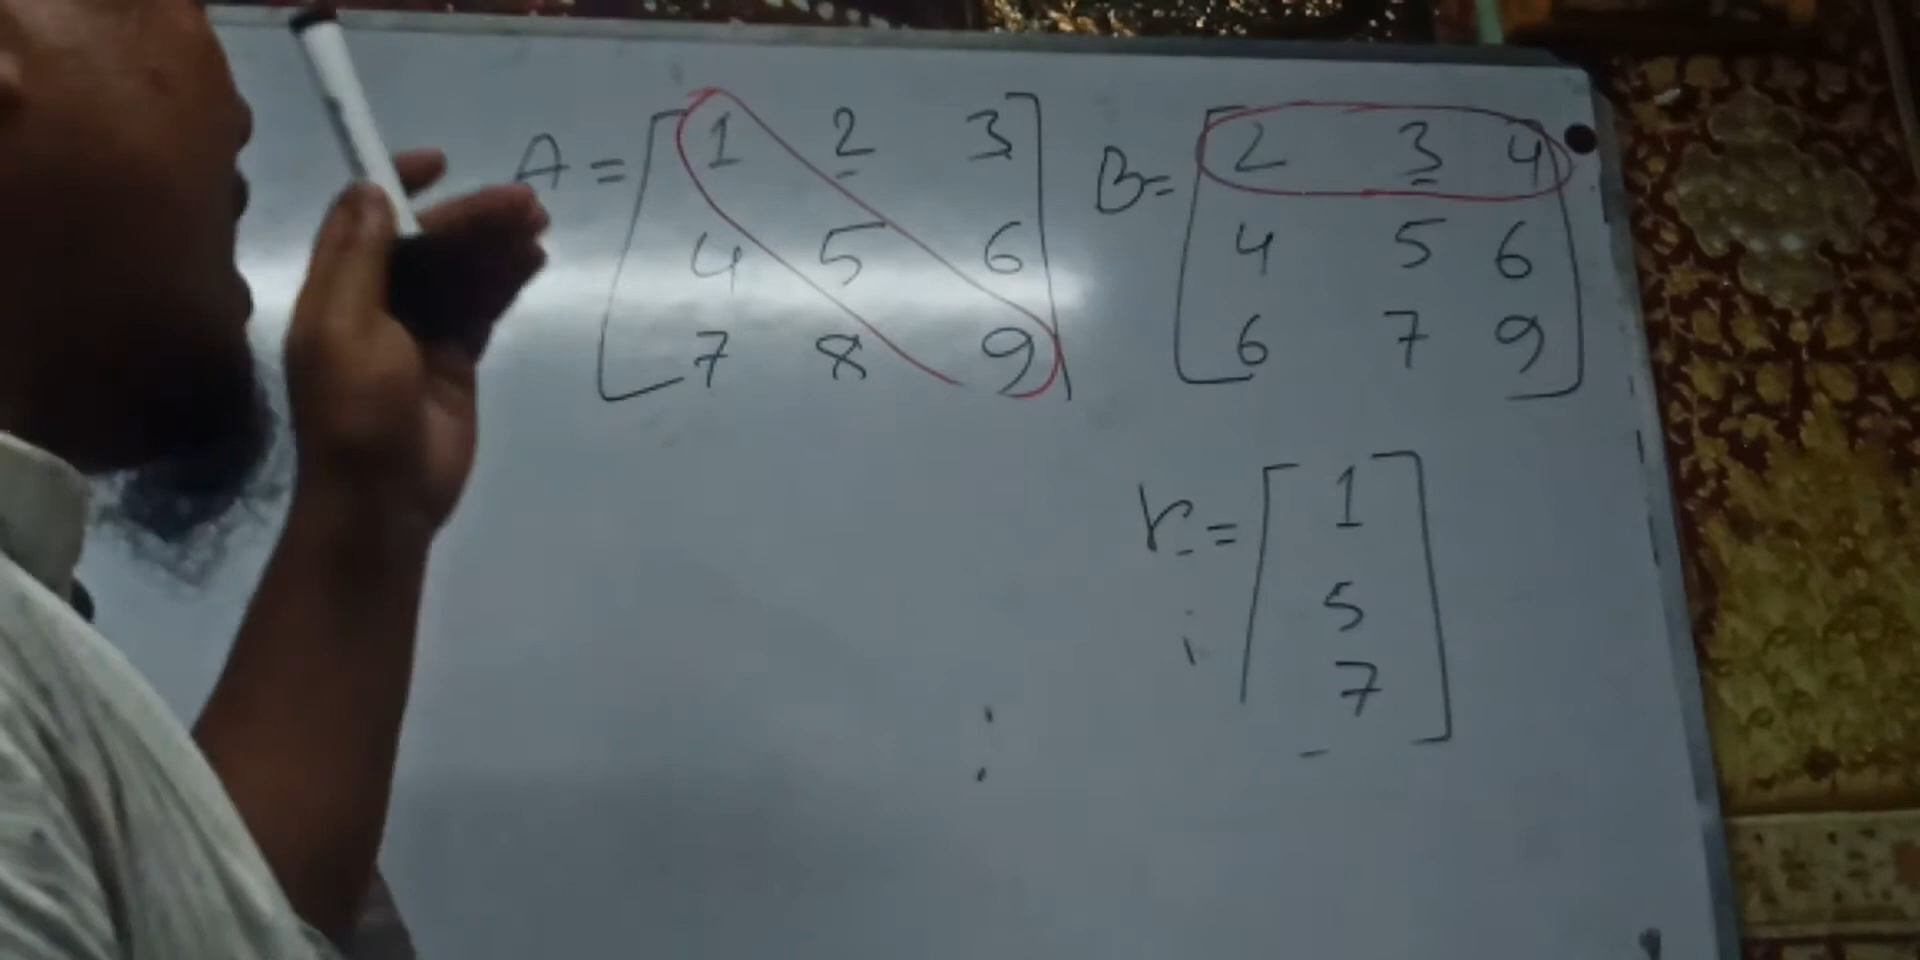 A = [ 1 2 3
4 5 6
7 8 9 ]
B = [ 2 3 4
4 5 6
6 7 9 ]
r = [ 1
5
7 ]